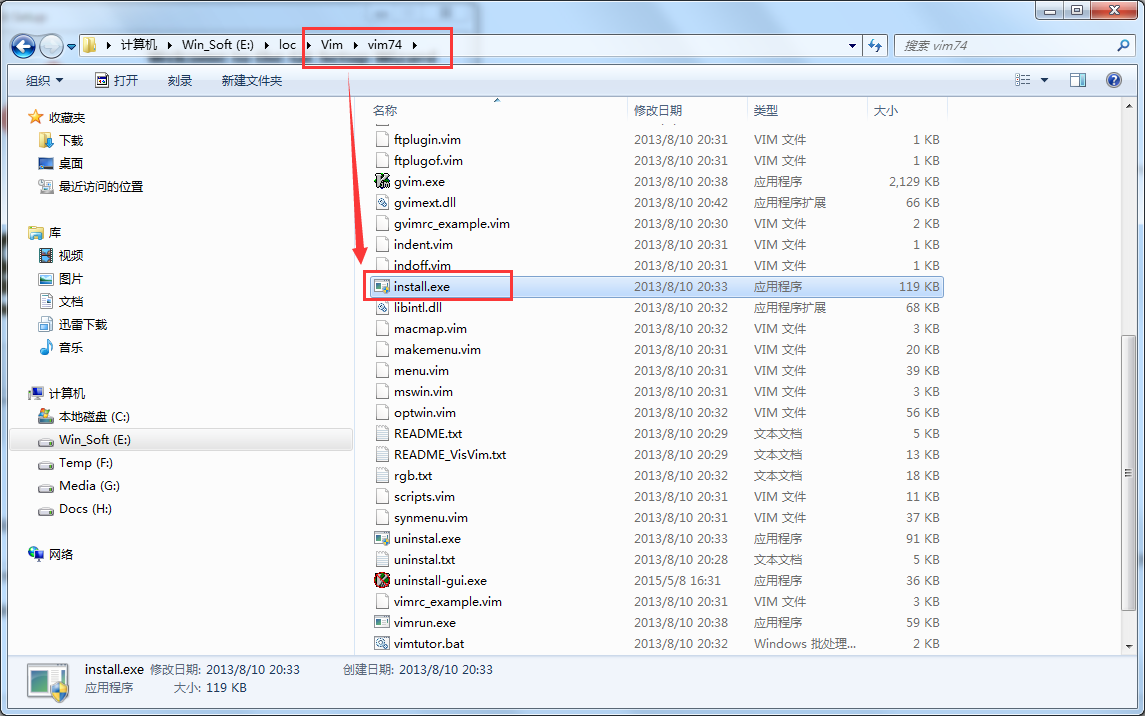 计算机 Win_Soft (E:) loc Vim vim74
搜索 vim74
组织 打开 刻录 新建文件夹
收藏夹
下载
桌面
最近访问的位置
库
视频
图片
文档
迅雷下载
音乐
计算机
本地磁盘 (C:)
Win_Soft (E:)
Temp (F:)
Media (G:)
Docs (H:)
网络
名称 修改日期 类型 大小
ftplugin.vim 2013/8/10 20:31 VIM 文件 1 KB
ftplugof.vim 2013/8/10 20:31 VIM 文件 1 KB
gvim.exe 2013/8/10 20:38 应用程序 2,129 KB
gvimext.dll 2013/8/10 20:42 应用程序扩展 66 KB
gvimrc_example.vim 2013/8/10 20:30 VIM 文件 2 KB
indent.vim 2013/8/10 20:31 VIM 文件 1 KB
indoff.vim 2013/8/10 20:31 VIM 文件 1 KB
install.exe 2013/8/10 20:33 应用程序 119 KB
libintl.dll 2013/8/10 20:32 应用程序扩展 68 KB
macmap.vim 2013/8/10 20:32 VIM 文件 3 KB
makemenu.vim 2013/8/10 20:31 VIM 文件 20 KB
menu.vim 2013/8/10 20:31 VIM 文件 39 KB
mswin.vim 2013/8/10 20:31 VIM 文件 3 KB
optwin.vim 2013/8/10 20:32 VIM 文件 56 KB
README.txt 2013/8/10 20:29 文本文档 5 KB
README_VisVim.txt 2013/8/10 20:29 文本文档 13 KB
rgb.txt 2013/8/10 20:32 文本文档 18 KB
scripts.vim 2013/8/10 20:31 VIM 文件 11 KB
synmenu.vim 2013/8/10 20:31 VIM 文件 37 KB
uninstal.exe 2013/8/10 20:33 应用程序 91 KB
uninstal.txt 2013/8/10 20:28 文本文档 5 KB
uninstall-gui.exe 2015/5/8 16:31 应用程序 36 KB
vimrc_example.vim 2013/8/10 20:31 VIM 文件 3 KB
vimrun.exe 2013/8/10 20:38 应用程序 59 KB
vimtutor.bat 2013/8/10 20:32 Windows 批处理... 2 KB
install.exe 修改日期: 2013/8/10 20:33 创建日期: 2013/8/10 20:33
应用程序 大小: 119 KB